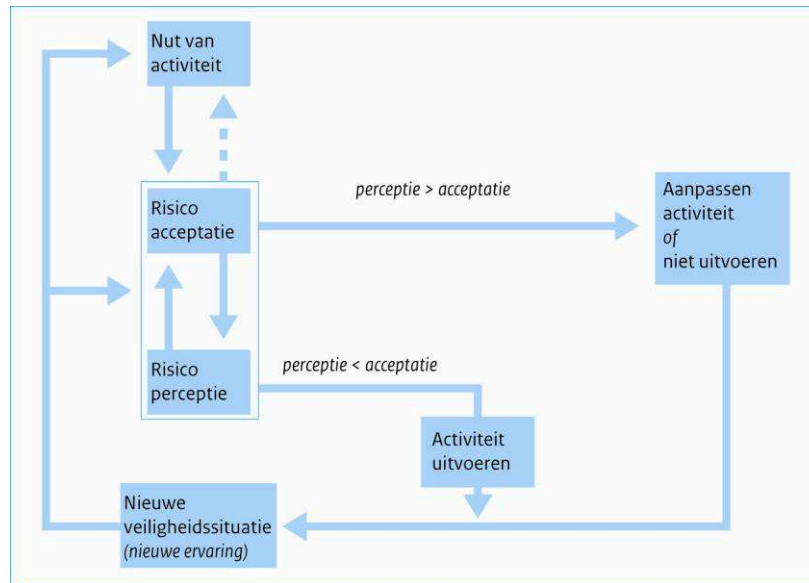 Nut van
activiteit
Risico
acceptatie
perceptie > acceptatie
Aanpassen
activiteit
of
niet uitvoeren
Risico
perceptie
perceptie < acceptatie
Activiteit
uitvoeren
Nieuwe
veiligheidssituatie
(nieuwe ervaring)